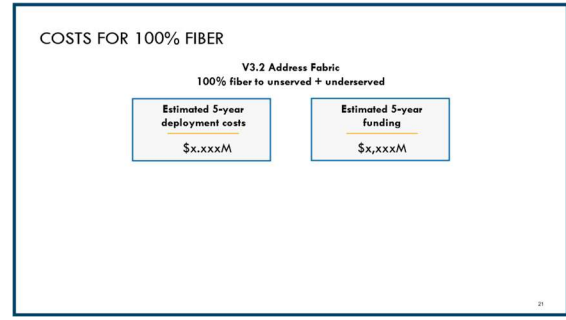 COSTS FOR 100% FIBER
V3.2 Address Fabric
100% fiber to unserved + underserved
Estimated 5-year
deployment costs
$x.xxxM
Estimated 5-year
funding
$x,xxxM
21